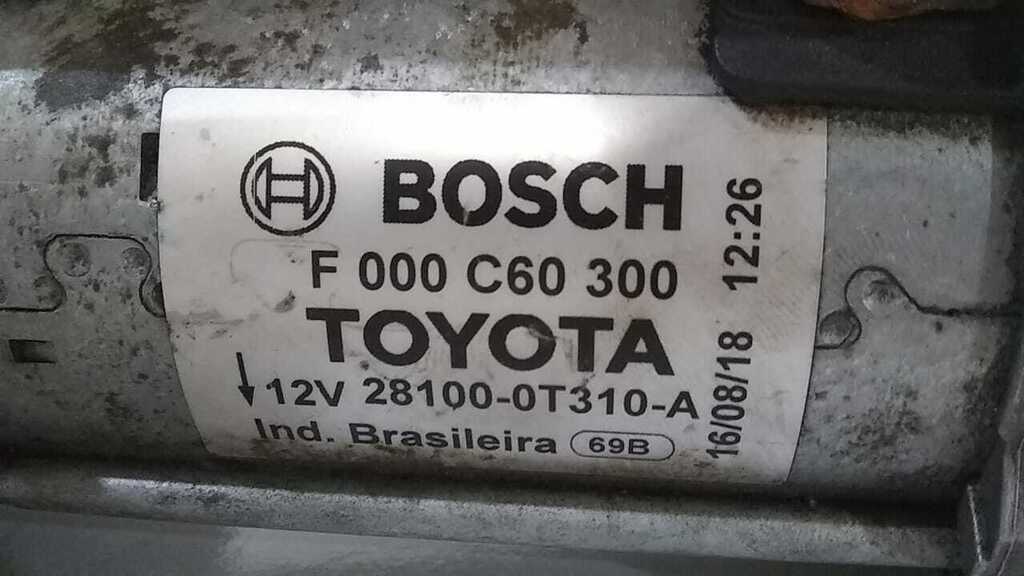 BOSCH
F 000 C60 300
TOYOTA
12V 28100-0T310-A
Ind. Brasileira 69B
16/08/18 12:26